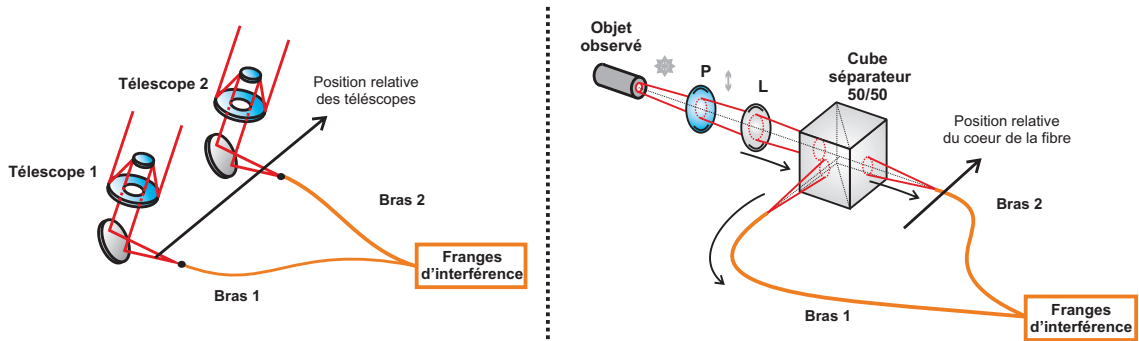 Télescope 2
Position relative
des téléscopes
Télescope 1
Bras 2
Bras 1
Franges
d'interférence
Objet
observé
P
L
Cube
séparateur
50/50
Position relative
du coeur de la fibre
Bras 2
Bras 1
Franges
d'interférence